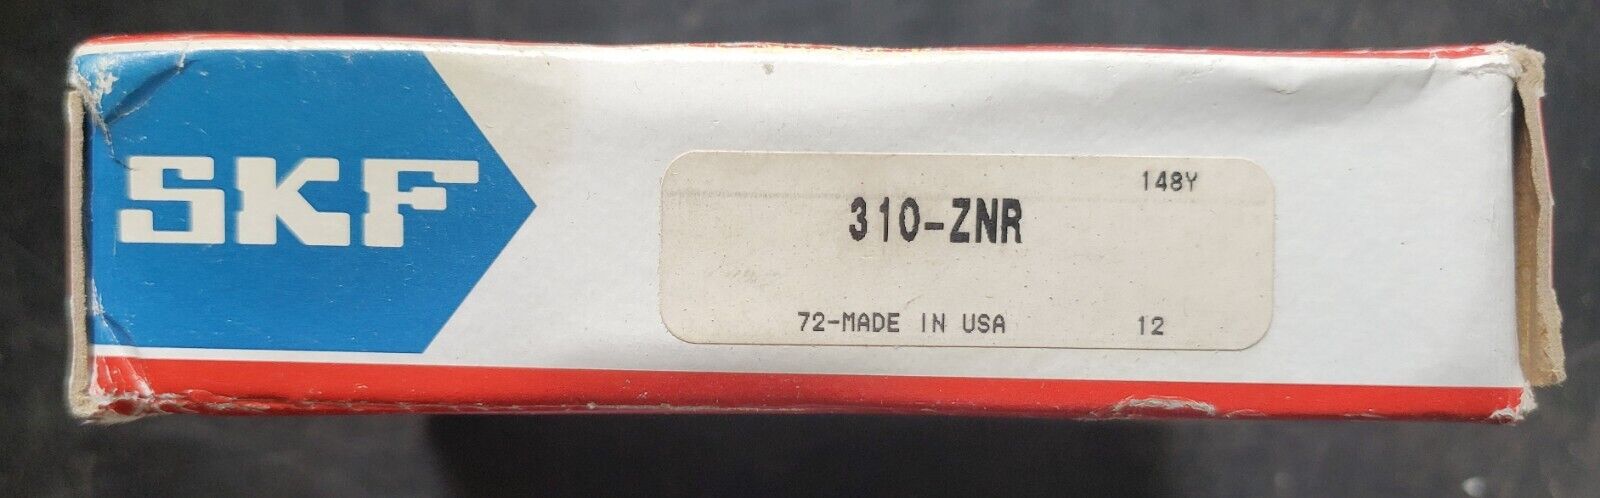 SKF
148Y
310-ZNR
72-MADE IN USA 12